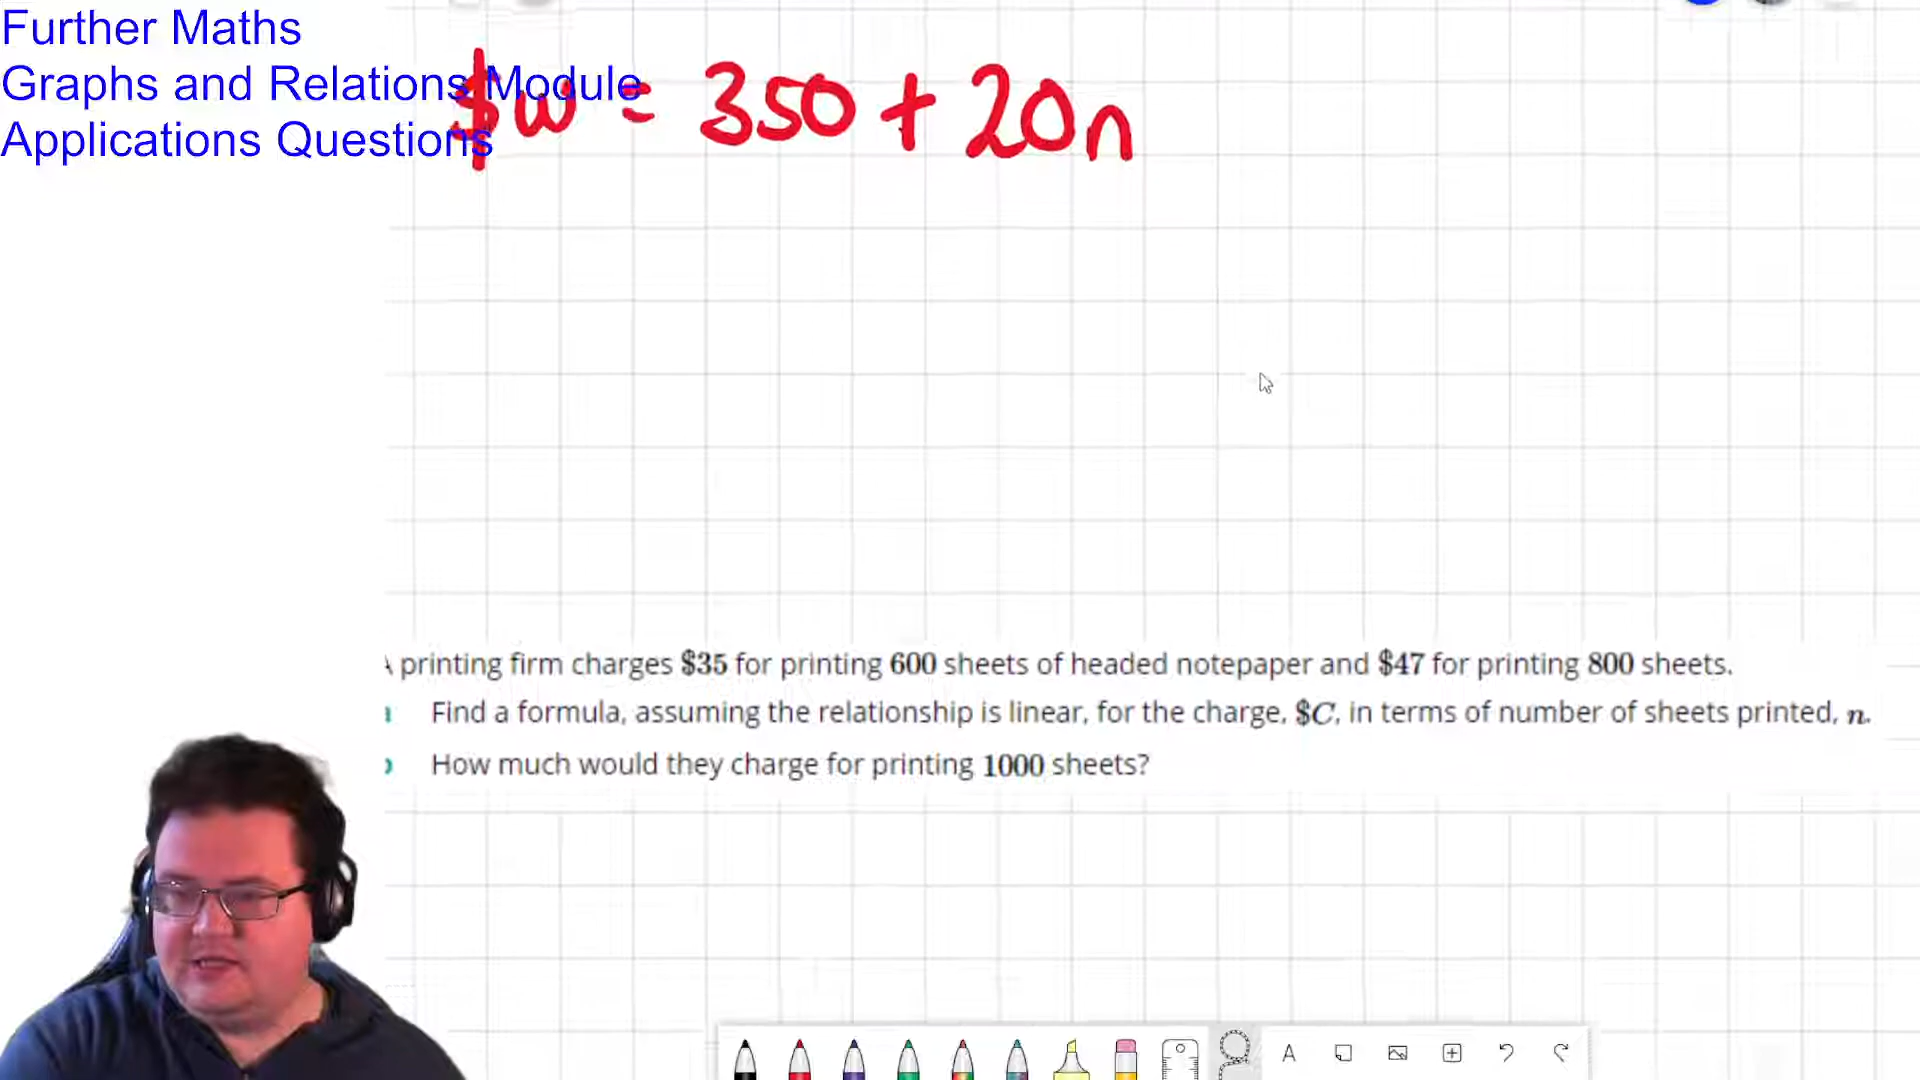 Further Maths
Graphs and Relations Module
Applications Questions
$w = 350 + 20n
printing firm charges $35 for printing 600 sheets of headed notepaper and $47 for printing 800 sheets.
Find a formula, assuming the relationship is linear, for the charge, $C, in terms of number of sheets printed, n.
How much would they charge for printing 1000 sheets?
A